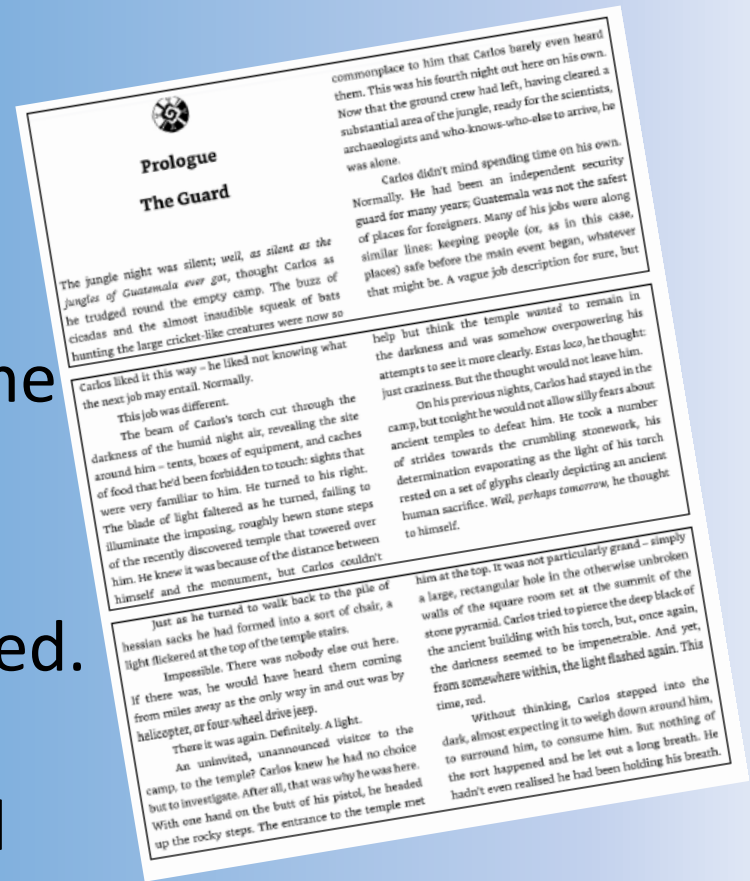 ne
ed.
Prologue
The Guard
The jungle night was silent; well, as silent as the
jungles of Guatemala ever got, thought Carlos as
he trudged round the empty camp. The buzz of
cicadas and the almost inaudible squeak of bats
hunting the large cricket-like creatures were now so
commonplace to him that Carlos barely even heard
them. This was his fourth night out here on his own.
Now that the ground crew had left, having cleared a
substantial area of the jungle, ready for the scientists,
archaeologists and who-knows-who-else to arrive, he
was alone.
Carlos didn't mind spending time on his own.
Normally. He had been an independent security
guard for many years; Guatemala was not the safest
of places for foreigners. Many of his jobs were along
similar lines: keeping people (or, as in this case,
places) safe before the main event began, whatever
that might be. A vague job description for sure, but
Carlos liked it this way – he liked not knowing what
the next job may entail. Normally.
This job was different.
The beam of Carlos's torch cut through the
darkness of the humid night air, revealing the site
around him – tents, boxes of equipment, and caches
of food that he'd been forbidden to touch: sights that
were very familiar to him. He turned to his right.
The blade of light faltered as he turned, failing to
illuminate the imposing, roughly hewn stone steps
of the recently discovered temple that towered over
him. He knew it was because of the distance between
himself and the monument, but Carlos couldn't
help but think the temple wanted to remain in
the darkness and was somehow overpowering his
attempts to see it more clearly. Estas loco, he thought:
just craziness. But the thought would not leave him.
On his previous nights, Carlos had stayed in the
camp, but tonight he would not allow silly fears about
ancient temples to defeat him. He took a number
of strides towards the crumbling stonework, his
determination evaporating as the light of his torch
rested on a set of glyphs clearly depicting an ancient
human sacrifice. Well, perhaps tomorrow, he thought
to himself.
Just as he turned to walk back to the pile of
hessian sacks he had formed into a sort of chair, a
light flickered at the top of the temple stairs.
Impossible. There was nobody else out here.
If there was, he would have heard them coming
from miles away as the only way in and out was by
helicopter, or four-wheel drive jeep.
There it was again. Definitely. A light.
An uninvited, unannounced visitor to the
camp, to the temple? Carlos knew he had no choice
but to investigate. After all, that was why he was here.
With one hand on the butt of his pistol, he headed
up the rocky steps. The entrance to the temple met
him at the top. It was not particularly grand – simply
a large, rectangular hole in the otherwise unbroken
walls of the square room set at the summit of the
stone pyramid. Carlos tried to pierce the deep black of
the ancient building with his torch, but, once again,
the darkness seemed to be impenetrable. And yet,
from somewhere within, the light flashed again. This
time, red.
Without thinking, Carlos stepped into the
dark, almost expecting it to weigh down around him,
to surround him, to consume him. But nothing of
the sort happened and he let out a long breath. He
hadn't even realised he had been holding his breath.